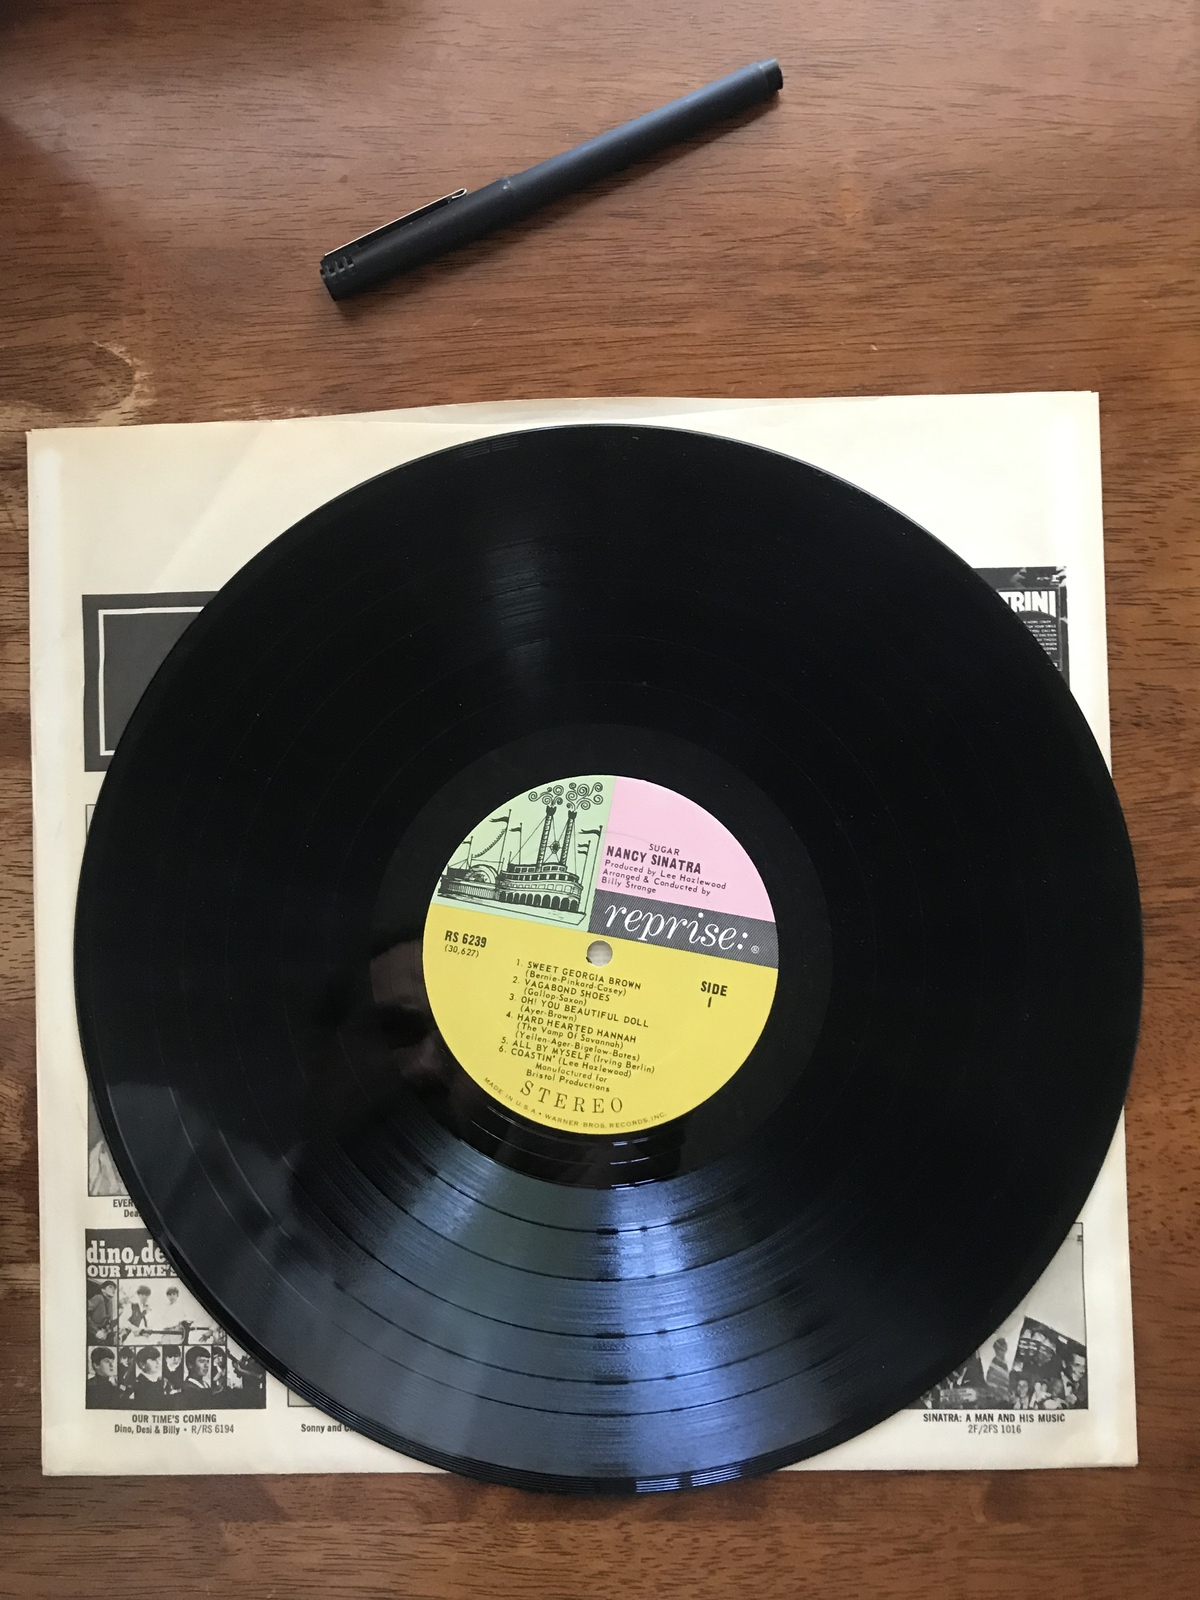 TRINI
SUGAR
NANCY SINATRA
Produced by Lee Hazlewood
Arranged & Conducted by
Billy Strange
reprise: ®
RS 6239
(30,627)
SIDE
1
1. SWEET GEORGIA BROWN
(Bernie-Pinkard-Casey)
2. VAGABOND SHOES
(Gallop-Saxon)
3. OH! YOU BEAUTIFUL DOLL
(Ayer-Brown)
4. HARD HEARTED HANNAH
(The Vamp Of Savannah)
(Yellen-Ager-Bigelow-Bates)
5. ALL BY MYSELF (Irving Berlin)
6. COASTIN' (Lee Hazlewood)
Manufactured for
Bristol Productions
STEREO
MADE IN U.S.A. • WARNER BROS. RECORDS, INC.
EVER
Dea
dino, de
OUR TIME'S
OUR TIME'S COMING
Dino, Desi & Billy • R/RS 6194
Sonny and
SINATRA: A MAN AND HIS MUSIC
2F/2FS 1016